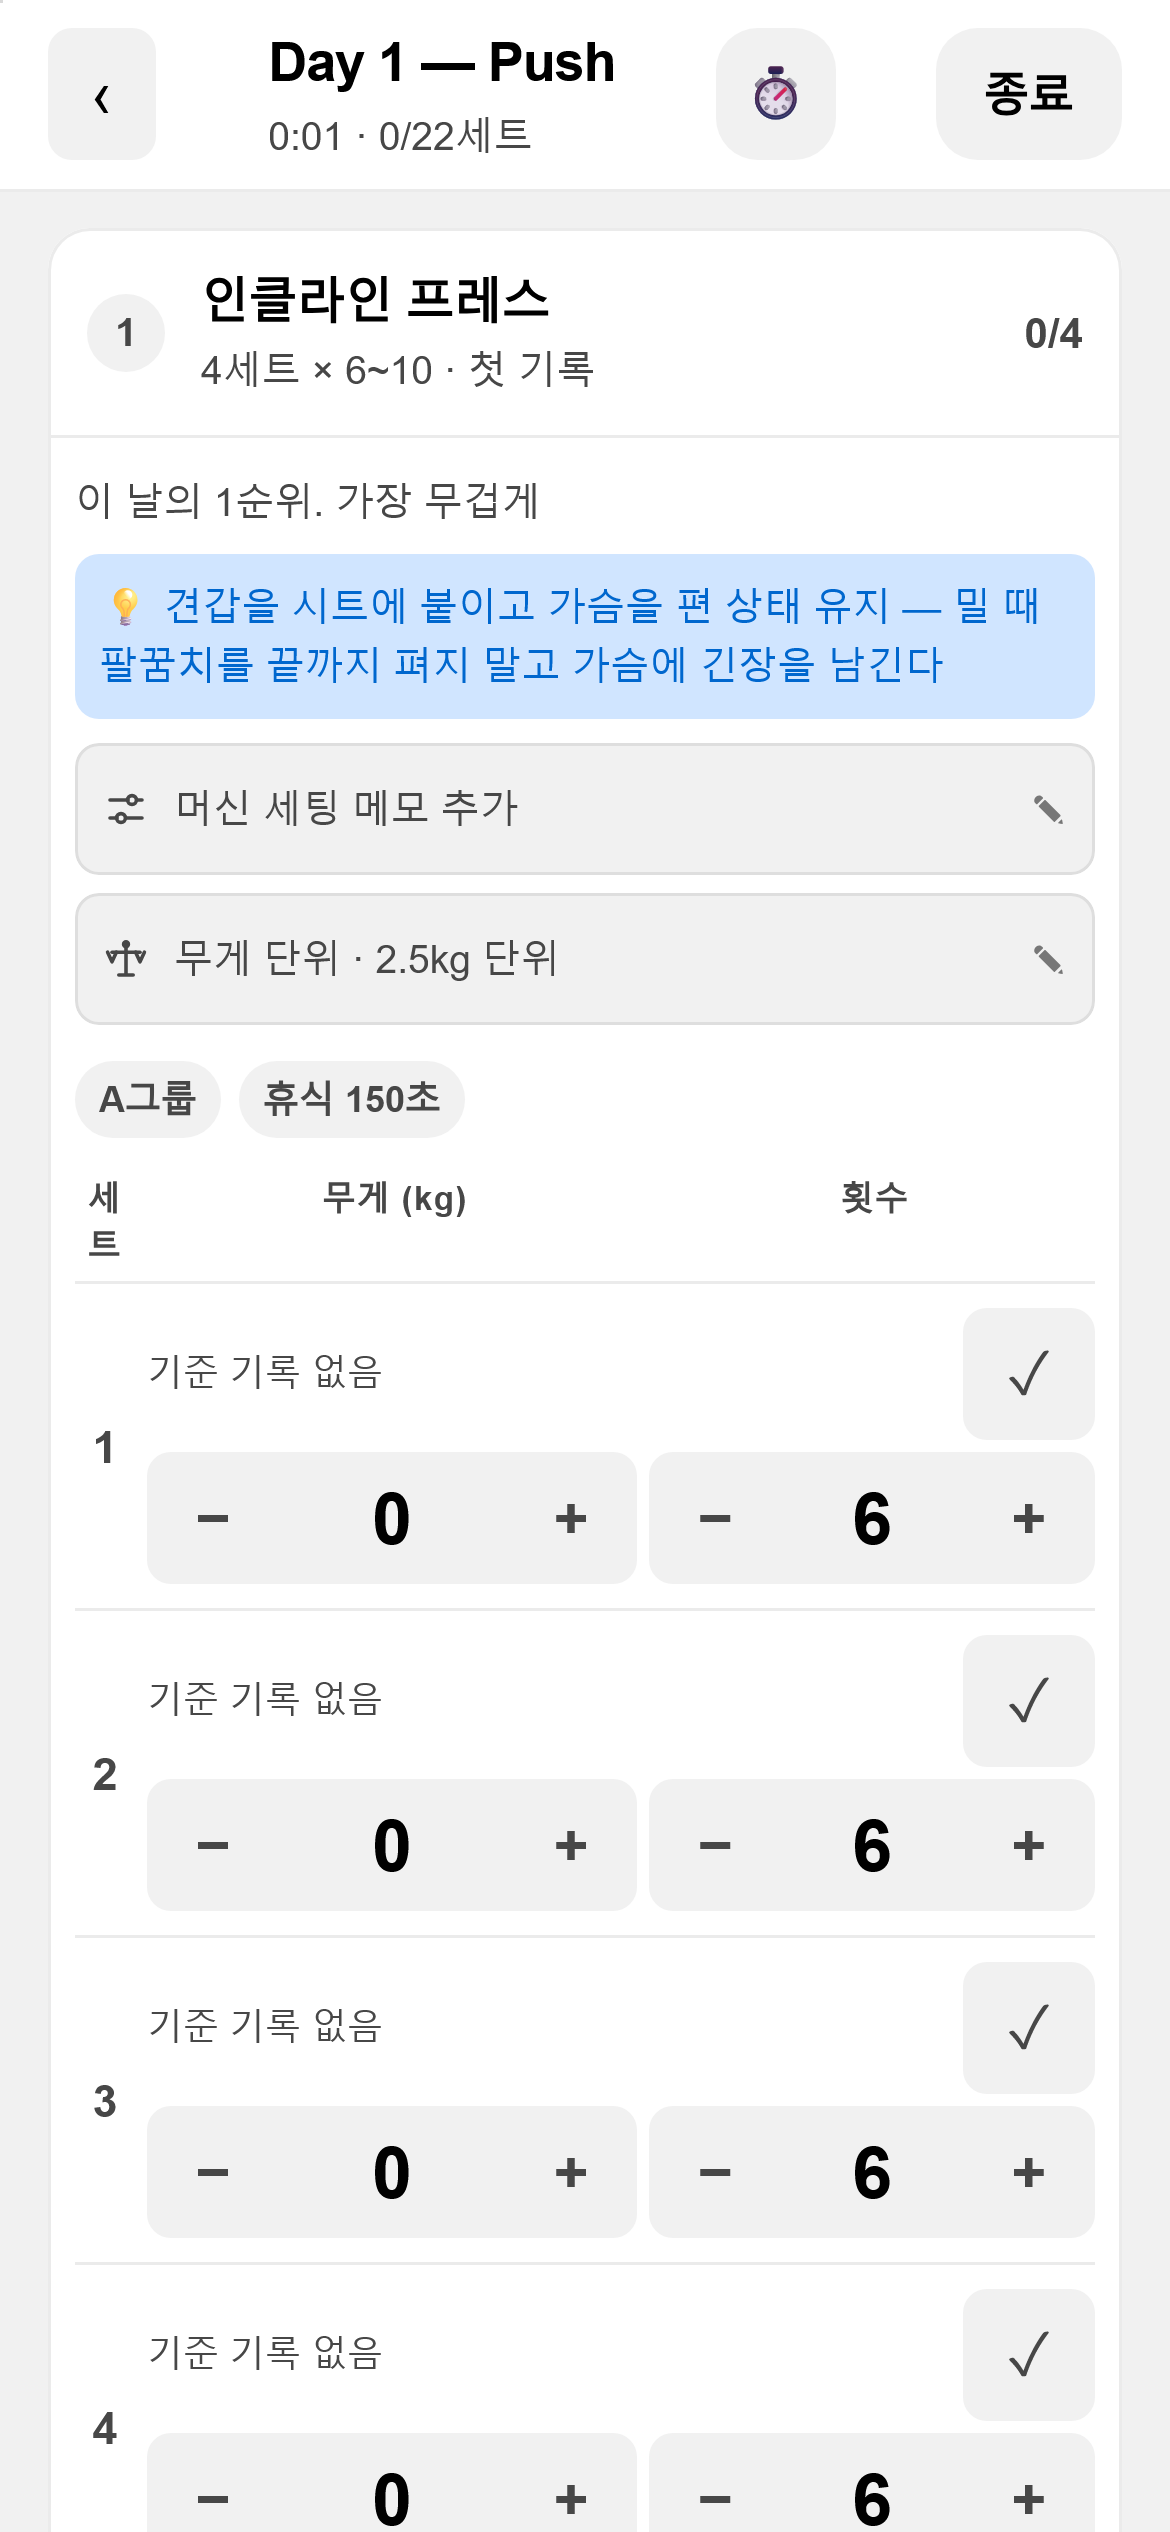 ‹
Day 1 — Push
0:01 · 0/22세트
종료
1
인클라인 프레스
4세트 × 6~10 · 첫 기록
0/4
이 날의 1순위. 가장 무겁게
💡 견갑을 시트에 붙이고 가슴을 편 상태 유지 — 밀 때
팔꿈치를 끝까지 펴지 말고 가슴에 긴장을 남긴다
머신 세팅 메모 추가
무게 단위 · 2.5kg 단위
A그룹 휴식 150초
세트 무게 (kg) 횟수
기준 기록 없음 ✓
1
− 0 + − 6 +
기준 기록 없음 ✓
2
− 0 + − 6 +
기준 기록 없음 ✓
3
− 0 + − 6 +
기준 기록 없음 ✓
4
− 0 + − 6 +